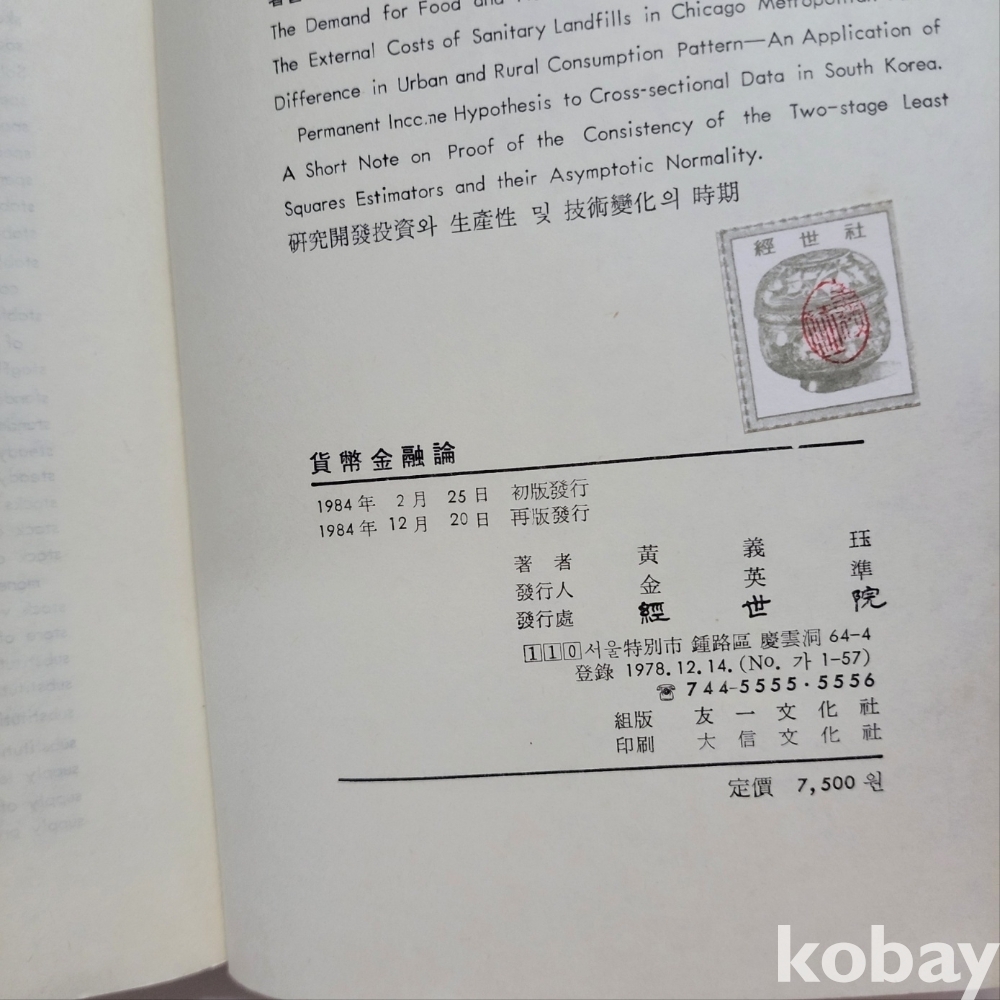 The Demand for Food and
The External Costs of Sanitary Landfills in Chicago Metropolitan
Difference in Urban and Rural Consumption Pattern—An Application of
Permanent Income Hypothesis to Cross-sectional Data in South Korea.
A Short Note on Proof of the Consistency of the Two-stage Least
Squares Estimators and their Asymptotic Normality.
研究開發投資와 生產性 및 技術變化의 時期
經世社
貨幣金融論
1984年 2月 25日 初版發行
1984年 12月 20日 再版發行
著者 黃義珏
發行人 金英準
發行處 經世院
110 서울特別市 鍾路區 慶雲洞 64-4
登錄 1978.12.14.(No. 가 1-57)
☎ 744-5555·5556
組版 友一文化社
印刷 大信文化社
定價 7,500원
kobay